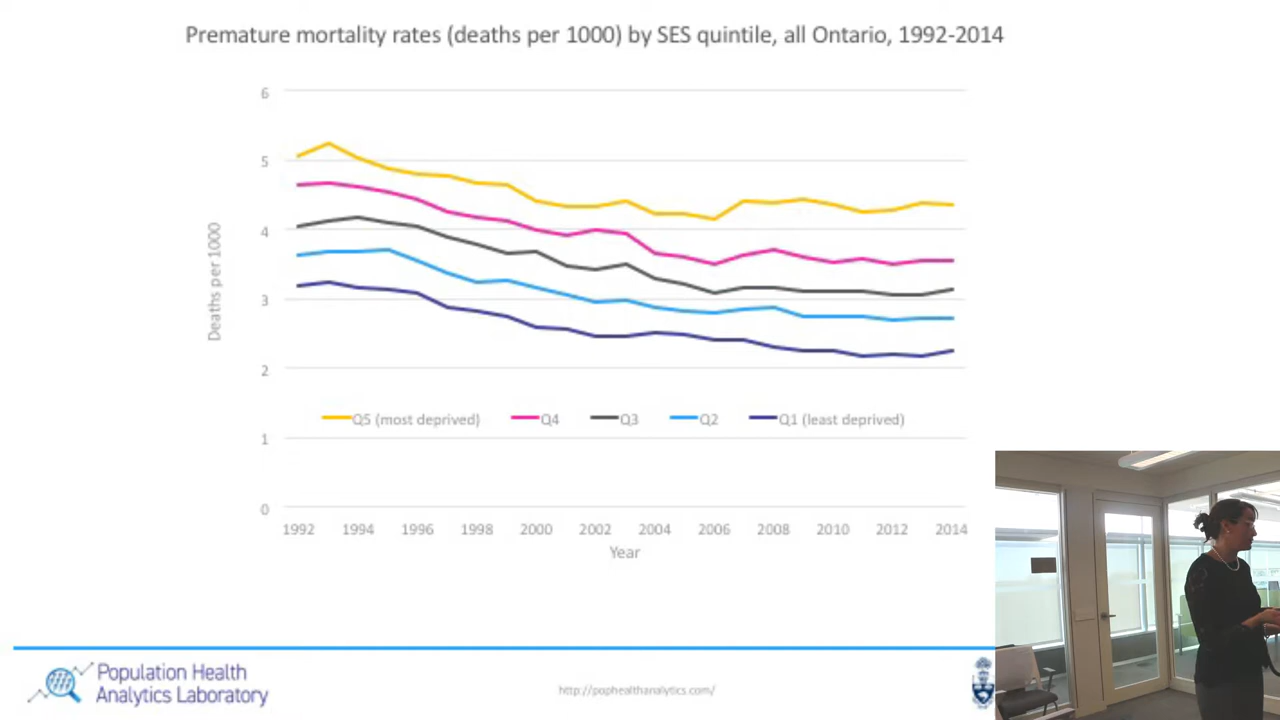 Premature mortality rates (deaths per 1000) by SES quintile, all Ontario, 1992-2014
6
5
4
3
2
1
0
Deaths per 1000
Q5 (most deprived) Q4 Q3 Q2 Q1 (least deprived)
1992 1994 1996 1998 2000 2002 2004 2006 2008 2010 2012 2014
Year
Population Health
Analytics Laboratory
http://pophealthanalytics.com/